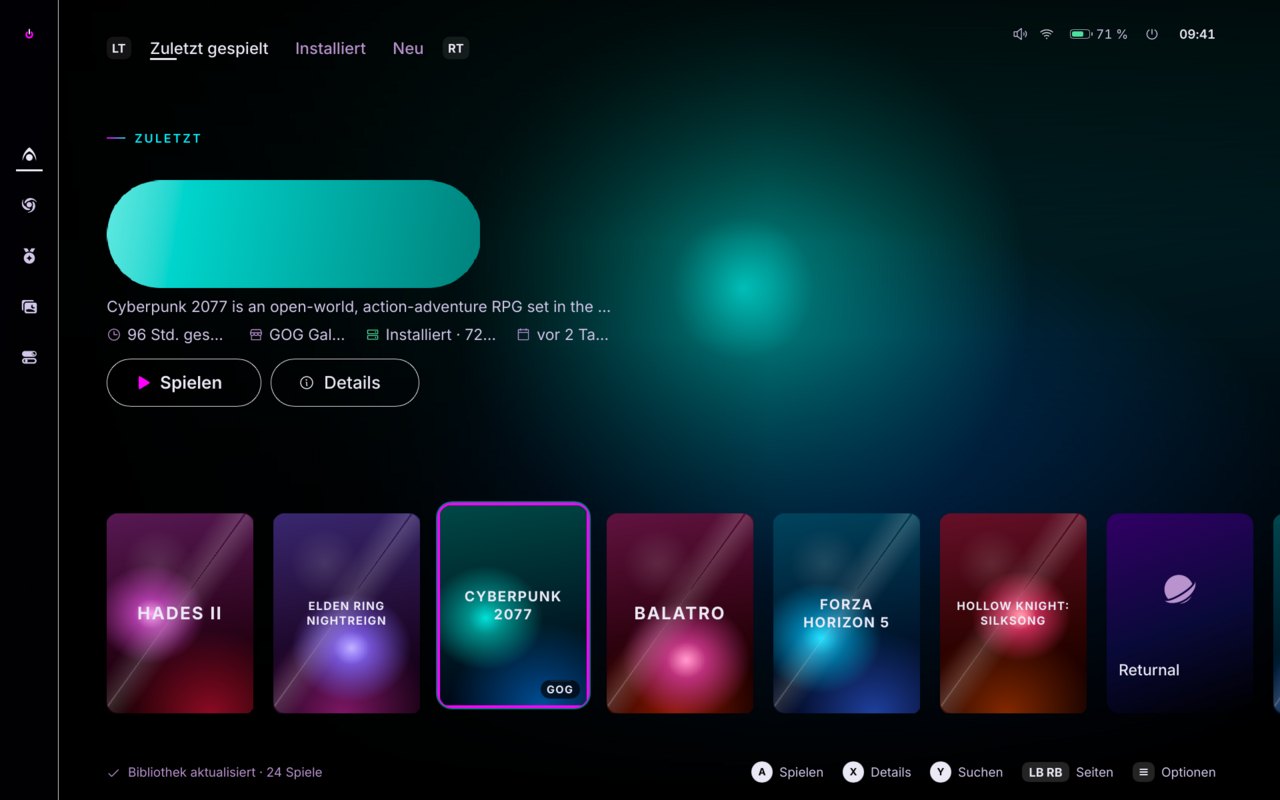 LT Zuletzt gespielt Installiert Neu RT
71 % 09:41
ZULETZT
Cyberpunk 2077 is an open-world, action-adventure RPG set in the ...
96 Std. ges... GOG Gal... Installiert · 72... vor 2 Ta...
Spielen Details
HADES II
ELDEN RING
NIGHTREIGN
CYBERPUNK
2077
GOG
BALATRO
FORZA
HORIZON 5
HOLLOW KNIGHT:
SILKSONG
Returnal
Bibliothek aktualisiert · 24 Spiele
A Spielen X Details Y Suchen LB RB Seiten Optionen